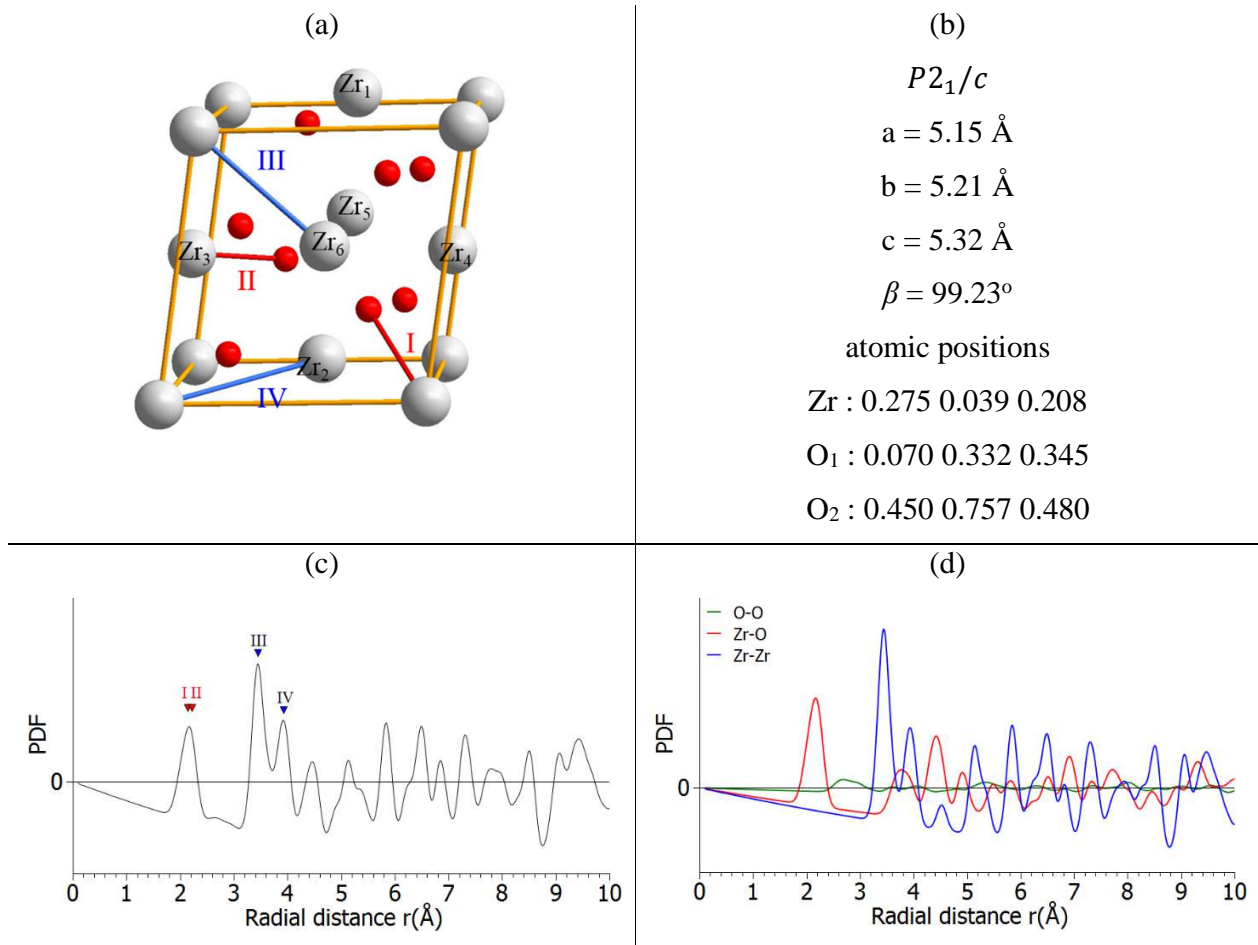 (a)
Zr₁
III
Zr₅
Zr₆
Zr₃
Zr₄
II
I
Zr₂
IV
(b)
P2₁/c
a = 5.15 Å
b = 5.21 Å
c = 5.32 Å
β = 99.23°
atomic positions
Zr : 0.275 0.039 0.208
O₁ : 0.070 0.332 0.345
O₂ : 0.450 0.757 0.480
(c)
III
I II
IV
PDF
0
0 1 2 3 4 5 6 7 8 9 10
Radial distance r(Å)
(d)
O-O
Zr-O
Zr-Zr
PDF
0
0 1 2 3 4 5 6 7 8 9 10
Radial distance r(Å)